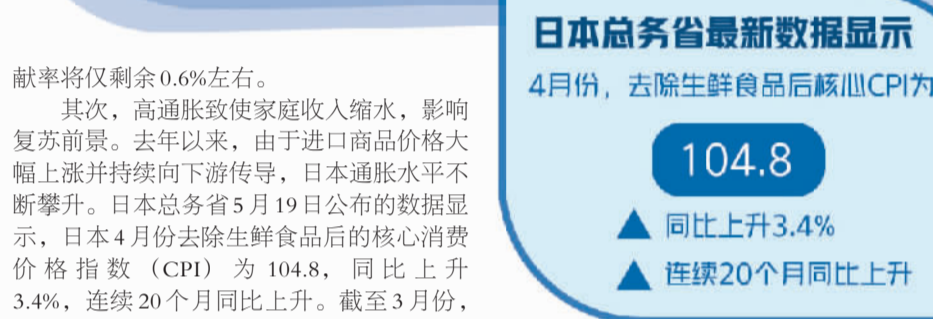 献率将仅剩余0.6%左右。
其次，高通胀致使家庭收入缩水，影响
复苏前景。去年以来，由于进口商品价格大
幅上涨并持续向下游传导，日本通胀水平不
断攀升。日本总务省5月19日公布的数据显
示，日本4月份去除生鲜食品后的核心消费
价格指数（CPI）为104.8，同比上升
3.4%，连续20个月同比上升。截至3月份，
日本总务省最新数据显示
4月份，去除生鲜食品后核心CPI为
104.8
▲ 同比上升3.4%
▲ 连续20个月同比上升